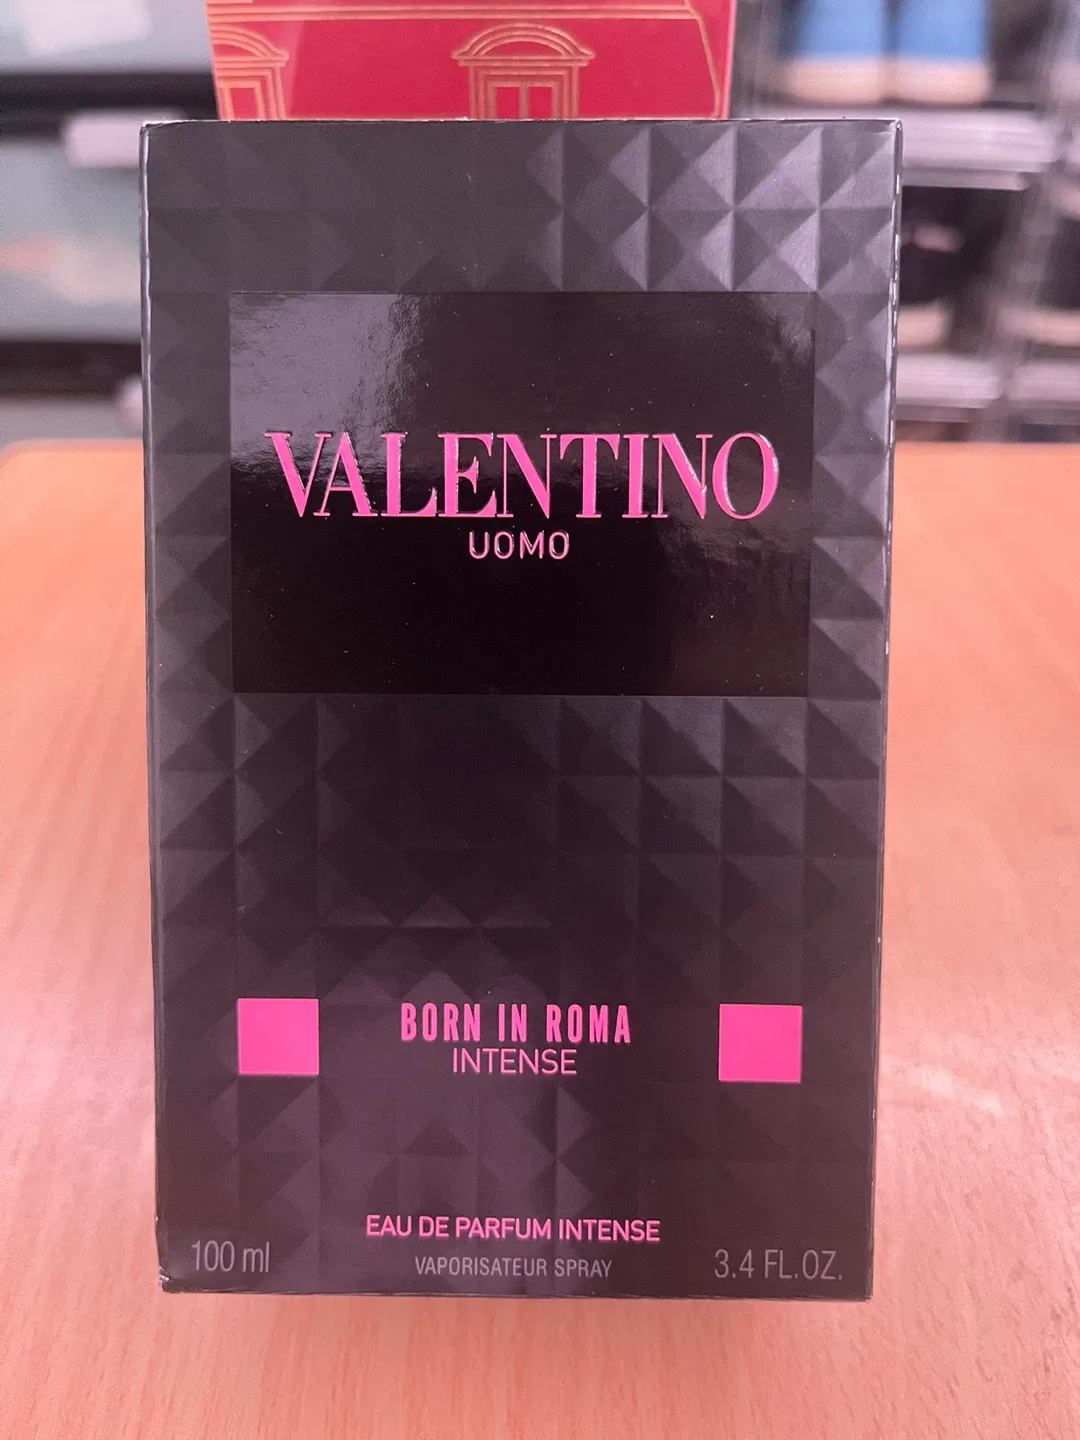 VALENTINO
UOMO
BORN IN ROMA
INTENSE
EAU DE PARFUM INTENSE
100 ml VAPORISATEUR SPRAY 3.4 FL.OZ.